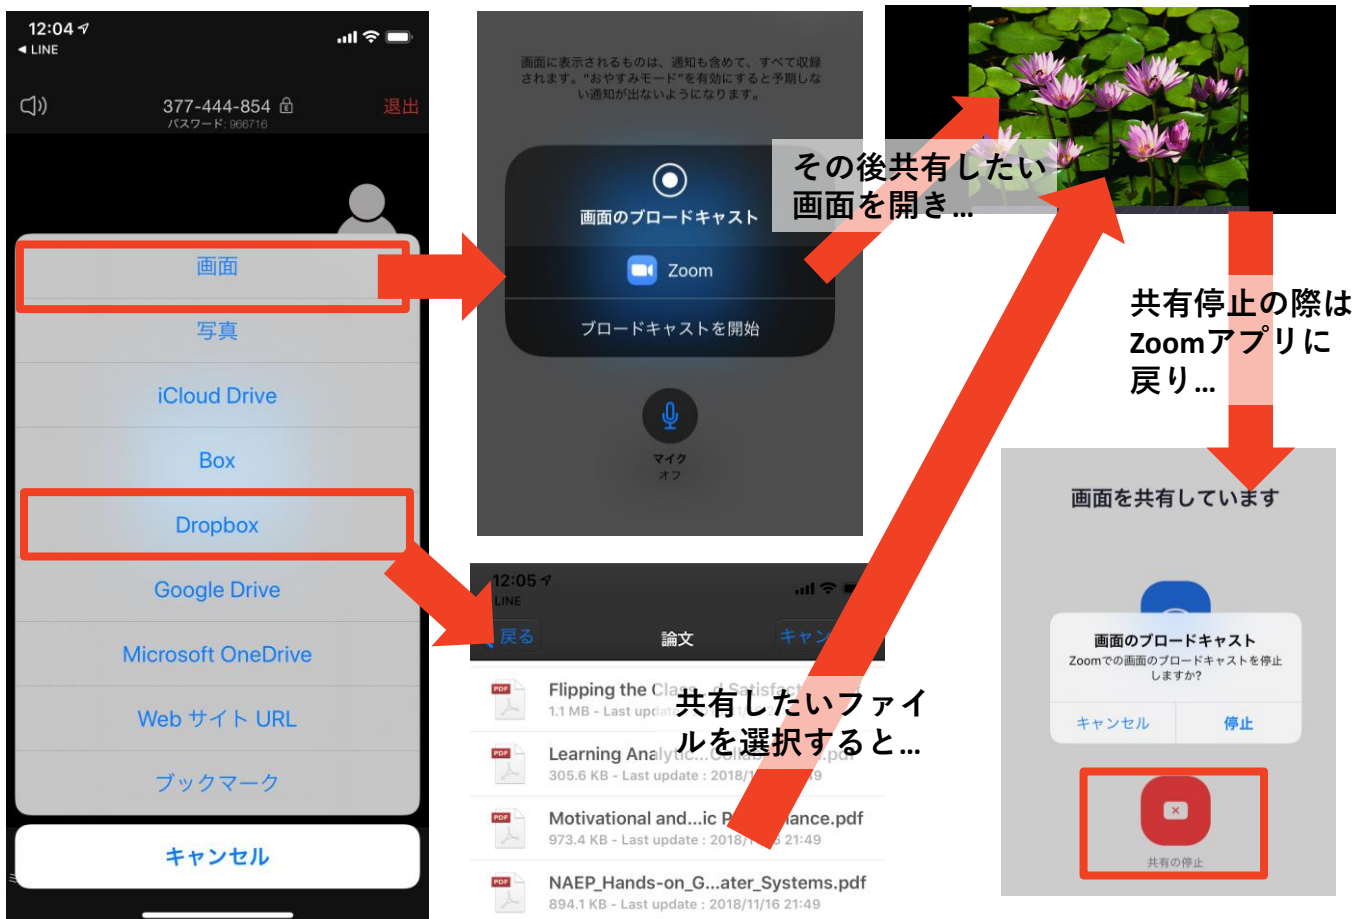 12:04
◀ LINE
377-444-854
パスワード: 966716
退出
画面
写真
iCloud Drive
Box
Dropbox
Google Drive
Microsoft OneDrive
Web サイト URL
ブックマーク
キャンセル
画面に表示されるものは、通知も含めて、すべて収録
されます。“おやすみモード”を有効にすると予期しな
い通知が出ないようになります。
画面のブロードキャスト
Zoom
ブロードキャストを開始
マイク
オフ
その後共有したい
画面を開き...
共有停止の際は
Zoomアプリに
戻り...
12:05
LINE
戻る
論文
Flipping the
1.1 MB - Last
Learning
305.6 KB - Last update : 2018/
Motivational and...ic
ance.pdf
973.4 KB - Last update : 2018/
21:49
NAEP_Hands-on_G...ater_Systems.pdf
894.1 KB - Last update : 2018/11/16 21:49
共有したいファイ
ルを選択すると...
画面を共有しています
画面のブロードキャスト
Zoomでの画面のブロードキャストを停止
しますか?
キャンセル
停止
共有の停止